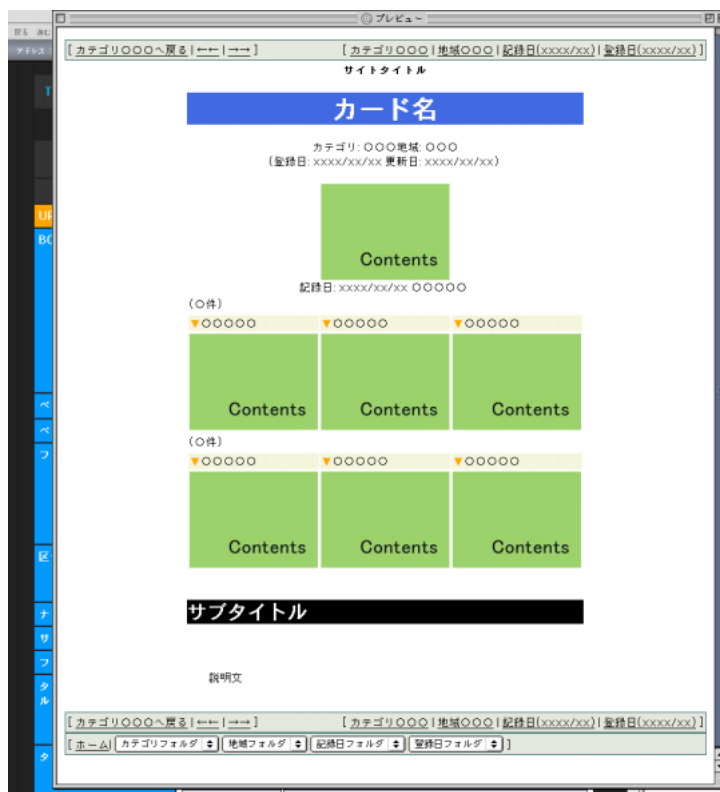 プレビュー
戻る
アドレス
[ カテゴリ○○○へ戻る | ←← | →→ ]
[ カテゴリ○○○ | 地域○○○ | 記録日(xxxx/xx) | 登録日(xxxx/xx) ]
サイトタイトル
カード名
カテゴリ: ○○○地域: ○○○
(登録日: xxxx/xx/xx 更新日: xxxx/xx/xx)
Contents
記録日: xxxx/xx/xx ○○○○○
(○件)
▼○○○○○ ▼○○○○○ ▼○○○○○
Contents Contents Contents
(○件)
▼○○○○○ ▼○○○○○ ▼○○○○○
Contents Contents Contents
サブタイトル
説明文
[ カテゴリ○○○へ戻る | ←← | →→ ]
[ カテゴリ○○○ | 地域○○○ | 記録日(xxxx/xx) | 登録日(xxxx/xx) ]
[ ホーム | カテゴリフォルダ 地域フォルダ 記録日フォルダ 登録日フォルダ ]